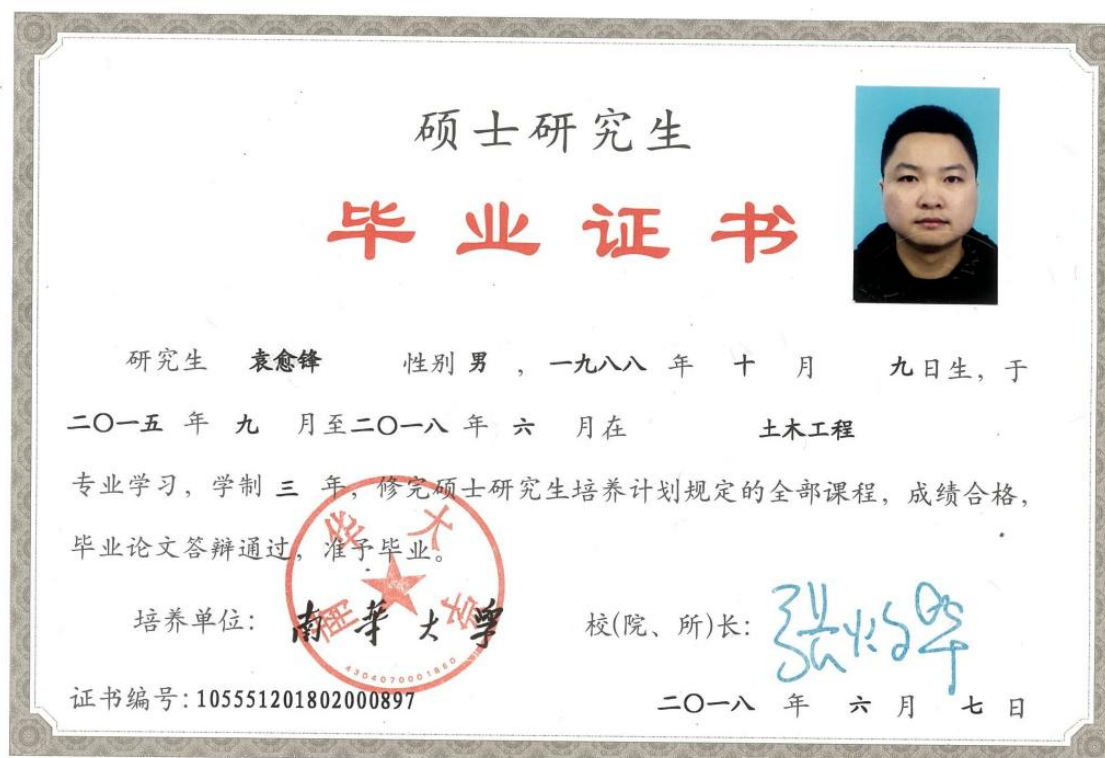 硕士研究生
毕业证书
研究生 袁愈锋 性别 男 ，一九八八 年 十 月 九日生，于
二〇一五 年 九 月至二〇一八 年 六 月在 土木工程
专业学习，学制 三 年，修完硕士研究生培养计划规定的全部课程，成绩合格，
毕业论文答辩通过，准予毕业。
培养单位：南华大学 校(院、所)长：
南华大学
4304070001860
证书编号：105551201802000897 二〇一八 年 六 月 七 日